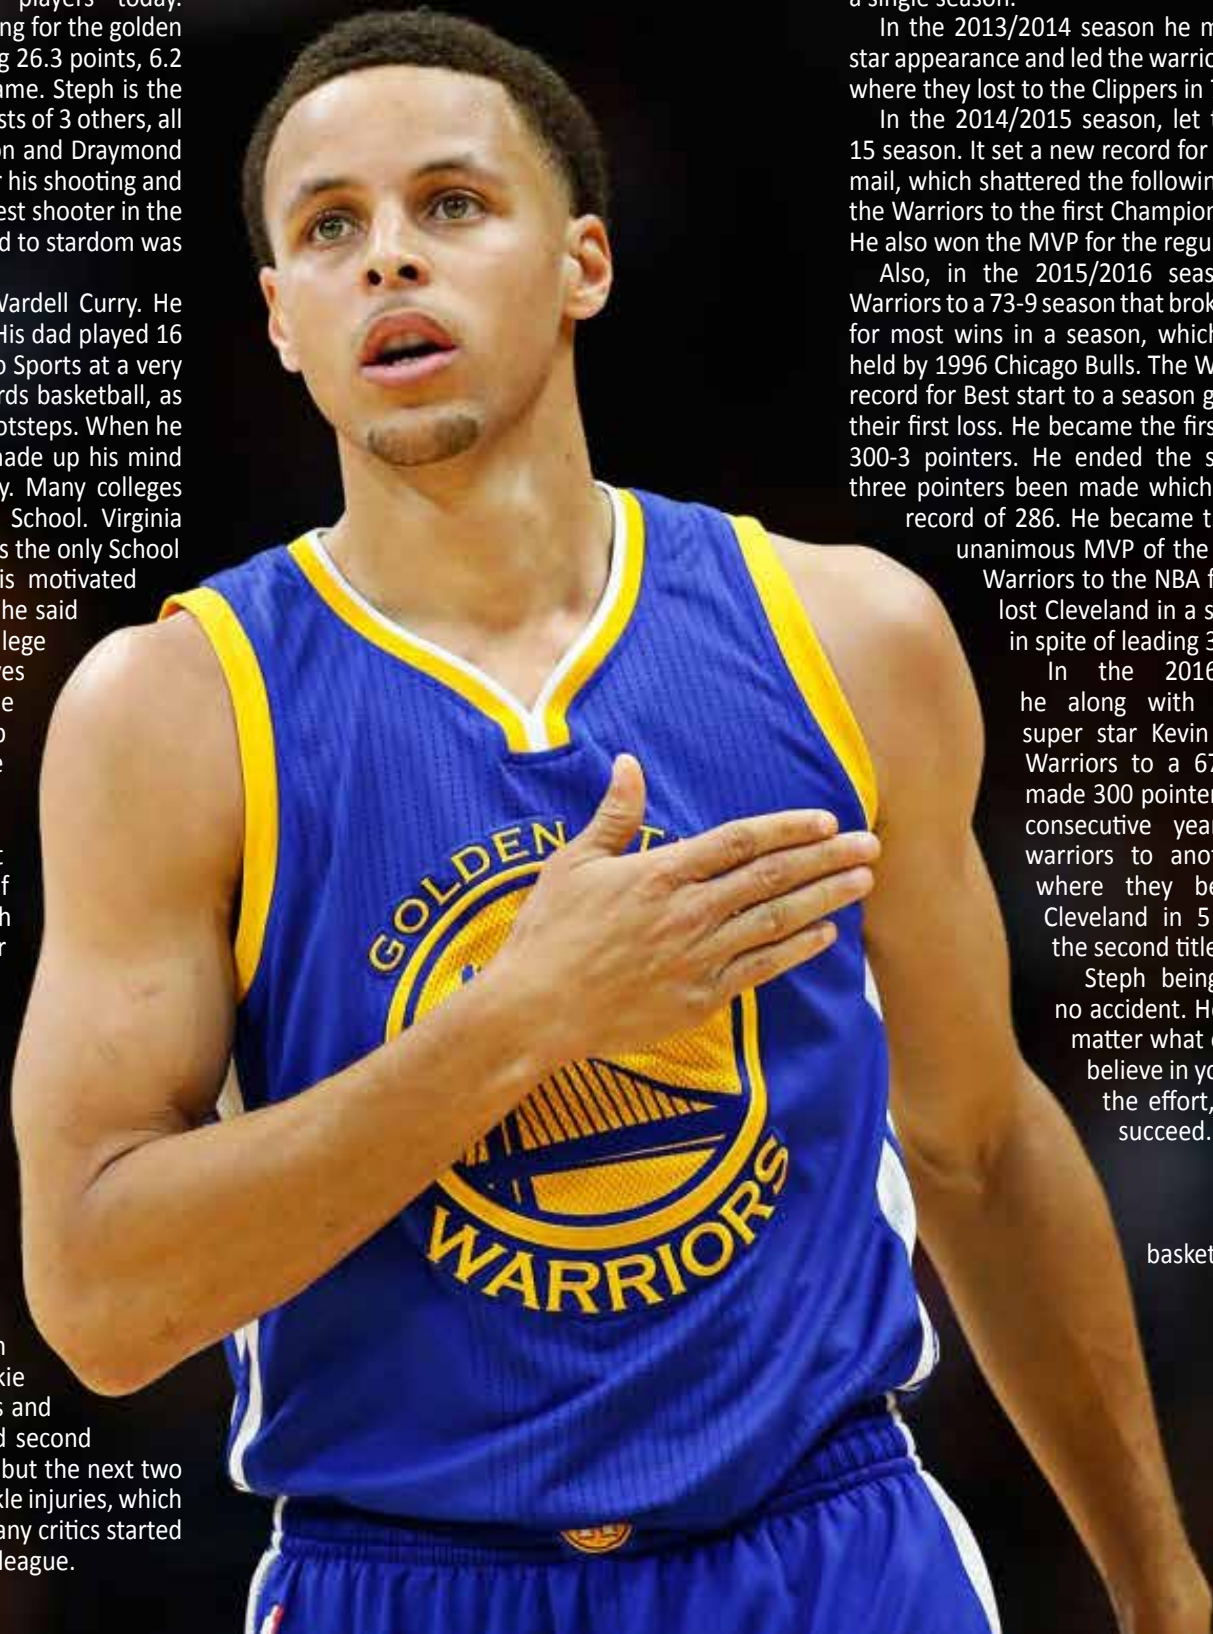 players today.
ng for the golden
g 26.3 points, 6.2
ame. Steph is the
sts of 3 others, all
on and Draymond
r his shooting and
est shooter in the
d to stardom was
Wardell Curry. He
His dad played 16
o Sports at a very
rds basketball, as
otsteps. When he
made up his mind
y. Many colleges
School. Virginia
s the only School
is motivated
he said
lege
es
e
o
e
t
f
h
r
n
kie
s and
d second
but the next two
kle injuries, which
any critics started
league.
GOLDEN
WARRIORS
a single season.
In the 2013/2014 season he m
star appearance and led the warrio
where they lost to the Clippers in 7
In the 2014/2015 season, let t
15 season. It set a new record for
mail, which shattered the followin
the Warriors to the first Champion
He also won the MVP for the regu
Also, in the 2015/2016 seas
Warriors to a 73-9 season that brok
for most wins in a season, which
held by 1996 Chicago Bulls. The W
record for Best start to a season g
their first loss. He became the firs
300-3 pointers. He ended the s
three pointers been made which
record of 286. He became t
unanimous MVP of the
Warriors to the NBA f
lost Cleveland in a s
in spite of leading 3
In the 2016
he along with
super star Kevin
Warriors to a 67
made 300 pointer
consecutive year
warriors to anot
where they be
Cleveland in 5
the second title
Steph being
no accident. He
matter what
believe in yo
the effort,
succeed.
basket